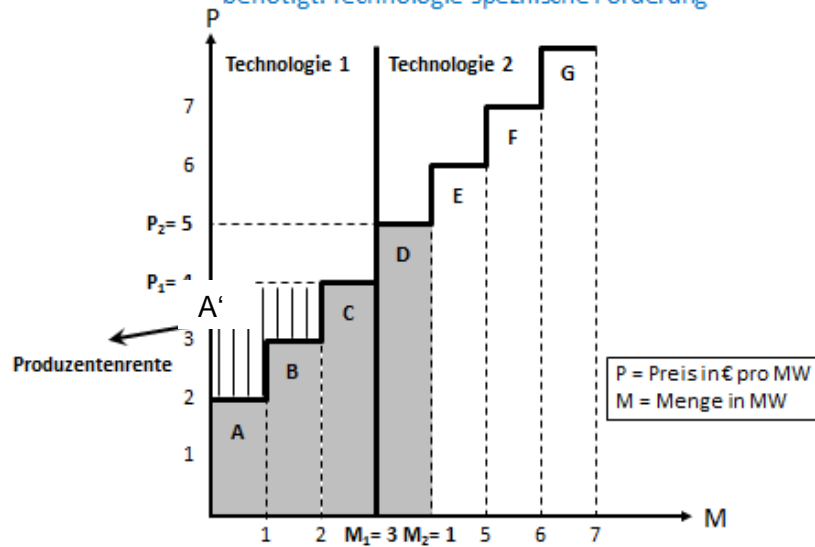 benötigt: Technologie-spezifische Förderung
P
Technologie 1
Technologie 2
G
7
F
6
E
P₂= 5
D
P₁=
A‘
C
3
Produzentenrente
B
P = Preis in € pro MW
M = Menge in MW
2
A
1
M
1 2 M₁= 3 M₂= 1 5 6 7